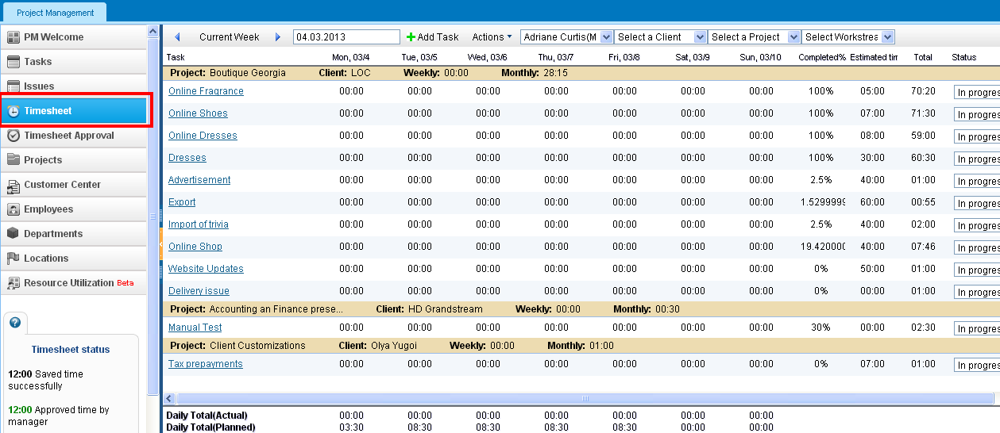 Project Management
PM Welcome
Tasks
Issues
Timesheet
Timesheet Approval
Projects
Customer Center
Employees
Departments
Locations
Resource Utilization Beta
Timesheet status
12:00 Saved time
successfully
12:00 Approved time by
manager
Current Week 04.03.2013 Add Task Actions Adriane Curtis(M Select a Client Select a Project Select Workstrea
Task Mon, 03/4 Tue, 03/5 Wed, 03/6 Thu, 03/7 Fri, 03/8 Sat, 03/9 Sun, 03/10 Completed% Estimated tim Total Status
Project: Boutique Georgia Client: LOC Weekly: 00:00 Monthly: 28:15
Online Fragrance 00:00 00:00 00:00 00:00 00:00 00:00 00:00 100% 05:00 70:20 In progres
Online Shoes 00:00 00:00 00:00 00:00 00:00 00:00 00:00 100% 07:00 71:30 In progres
Online Dresses 00:00 00:00 00:00 00:00 00:00 00:00 00:00 100% 08:00 59:00 In progres
Dresses 00:00 00:00 00:00 00:00 00:00 00:00 00:00 100% 30:00 60:30 In progres
Advertisement 00:00 00:00 00:00 00:00 00:00 00:00 00:00 2.5% 40:00 01:00 In progres
Export 00:00 00:00 00:00 00:00 00:00 00:00 00:00 1.5299999 60:00 00:55 In progres
Import of trivia 00:00 00:00 00:00 00:00 00:00 00:00 00:00 2.5% 40:00 02:00 In progres
Online Shop 00:00 00:00 00:00 00:00 00:00 00:00 00:00 19.420000 40:00 07:46 In progres
Website Updates 00:00 00:00 00:00 00:00 00:00 00:00 00:00 0% 50:00 01:00 In progres
Delivery issue 00:00 00:00 00:00 00:00 00:00 00:00 00:00 0% 00:00 01:00 In progres
Project: Accounting an Finance prese... Client: HD Grandstream Weekly: 00:00 Monthly: 00:30
Manual Test 00:00 00:00 00:00 00:00 00:00 00:00 00:00 30% 00:00 02:30 In progres
Project: Client Customizations Client: Olya Yugoi Weekly: 00:00 Monthly: 01:00
Tax prepayments 00:00 00:00 00:00 00:00 00:00 00:00 00:00 0% 07:00 01:00 In progres
Daily Total(Actual) 00:00 00:00 00:00 00:00 00:00 00:00 00:00
Daily Total(Planned) 03:30 08:30 08:30 08:30 08:30 00:00 00:00